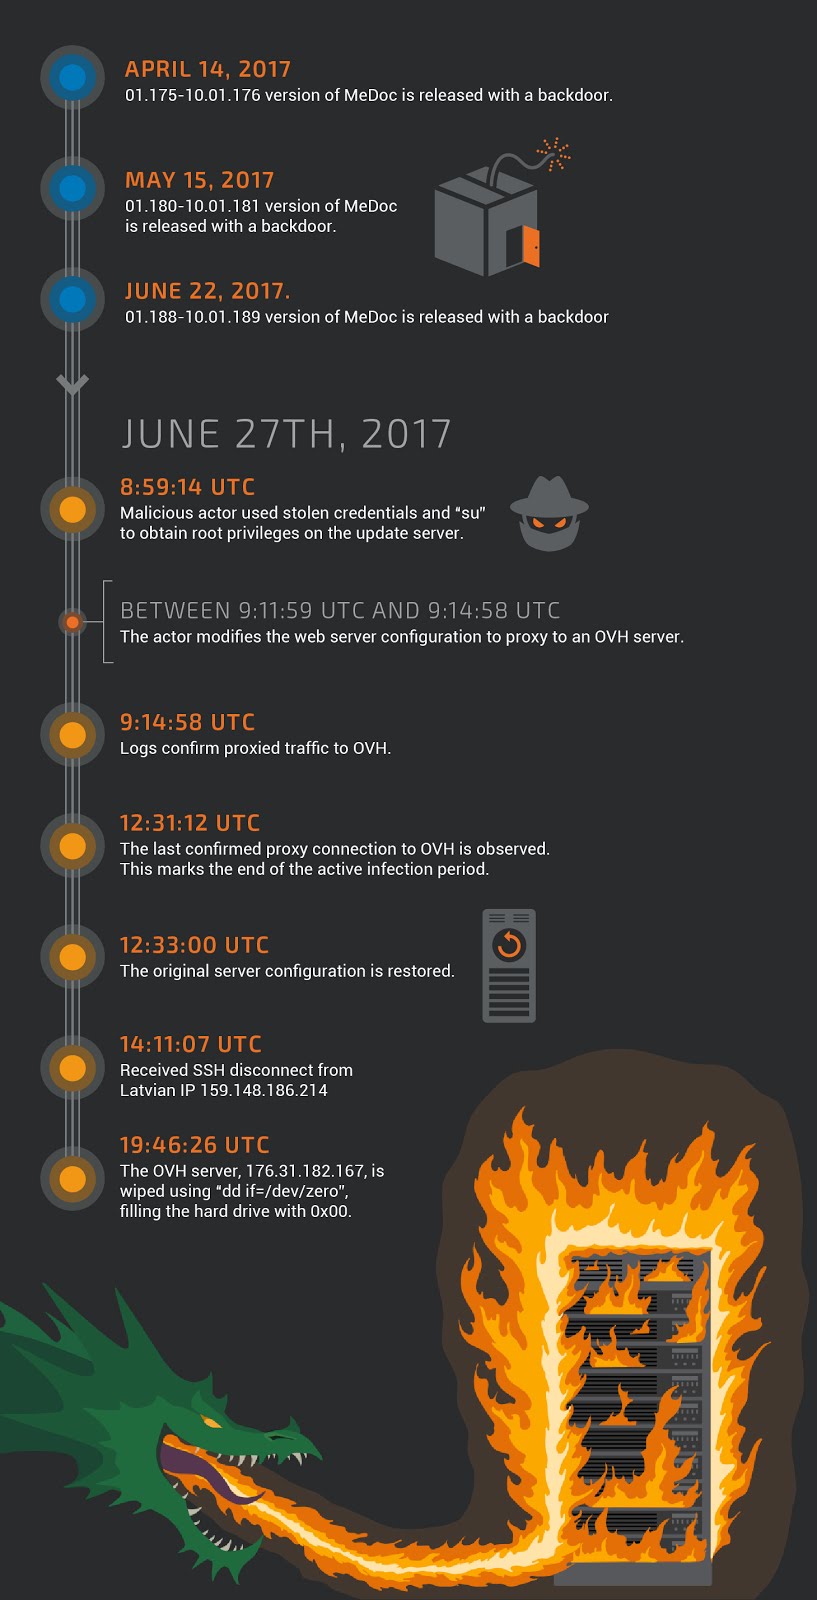 APRIL 14, 2017
01.175-10.01.176 version of MeDoc is released with a backdoor.
MAY 15, 2017
01.180-10.01.181 version of MeDoc
is released with a backdoor.
JUNE 22, 2017.
01.188-10.01.189 version of MeDoc is released with a backdoor
JUNE 27TH, 2017
8:59:14 UTC
Malicious actor used stolen credentials and “su”
to obtain root privileges on the update server.
BETWEEN 9:11:59 UTC AND 9:14:58 UTC
The actor modifies the web server configuration to proxy to an OVH server.
9:14:58 UTC
Logs confirm proxied traffic to OVH.
12:31:12 UTC
The last confirmed proxy connection to OVH is observed.
This marks the end of the active infection period.
12:33:00 UTC
The original server configuration is restored.
14:11:07 UTC
Received SSH disconnect from
Latvian IP 159.148.186.214
19:46:26 UTC
The OVH server, 176.31.182.167, is
wiped using “dd if=/dev/zero”,
filling the hard drive with 0x00.